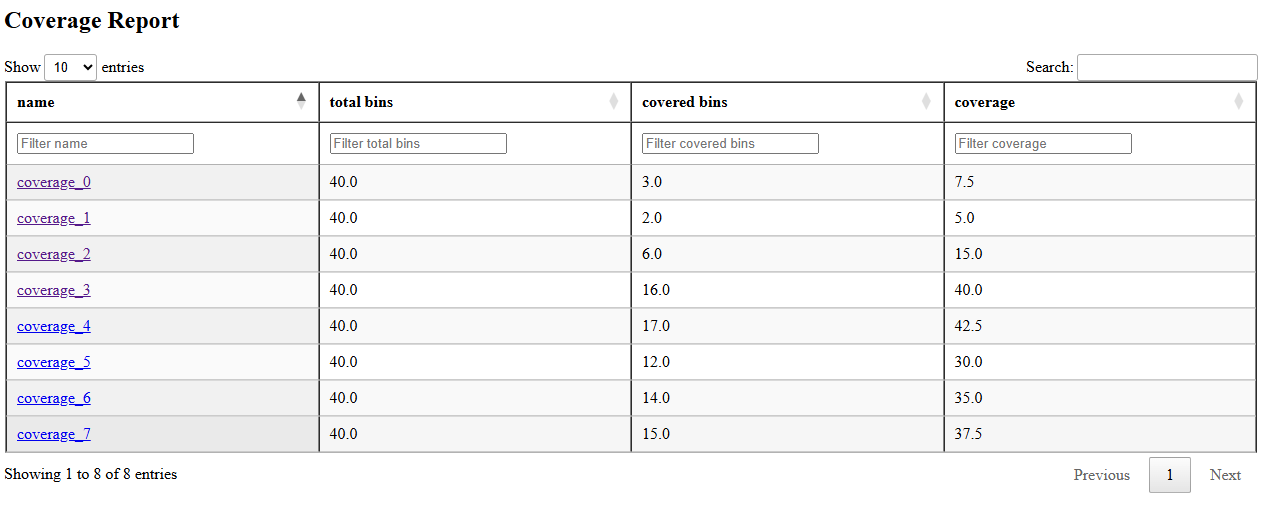 Coverage Report
Show 10 entries Search:
name total bins covered bins coverage
Filter name Filter total bins Filter covered bins Filter coverage
coverage_0 40.0 3.0 7.5
coverage_1 40.0 2.0 5.0
coverage_2 40.0 6.0 15.0
coverage_3 40.0 16.0 40.0
coverage_4 40.0 17.0 42.5
coverage_5 40.0 12.0 30.0
coverage_6 40.0 14.0 35.0
coverage_7 40.0 15.0 37.5
Showing 1 to 8 of 8 entries Previous 1 Next